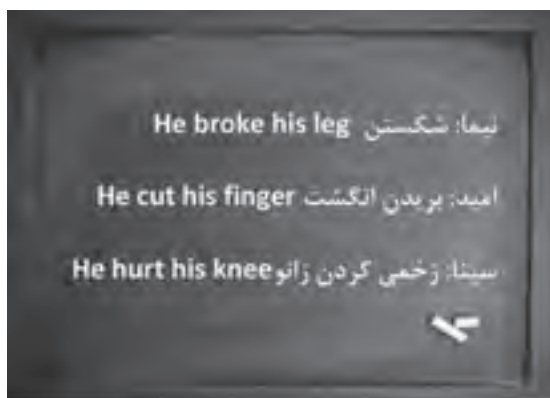 نیما: شکستن He broke his leg
امید: بریدن انگشت He cut his finger
سینا: زخمی کردن زانو He hurt his knee